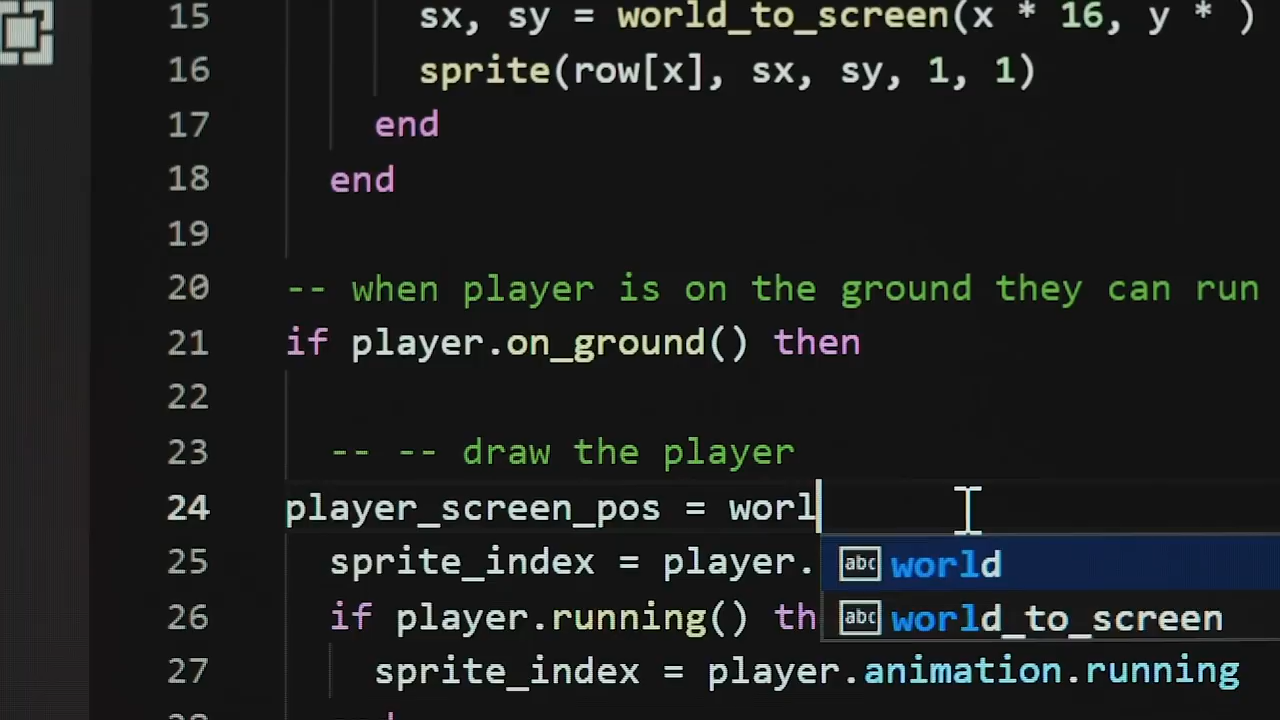 15 sx, sy = world_to_screen(x * 16, y * )
16 sprite(row[x], sx, sy, 1, 1)
17 end
18 end
19
20 -- when player is on the ground they can run
21 if player.on_ground() then
22
23 -- -- draw the player
24 player_screen_pos = worl
25 sprite_index = player.
abc world
26 if player.running() th
abc world_to_screen
27 sprite_index = player.animation.running